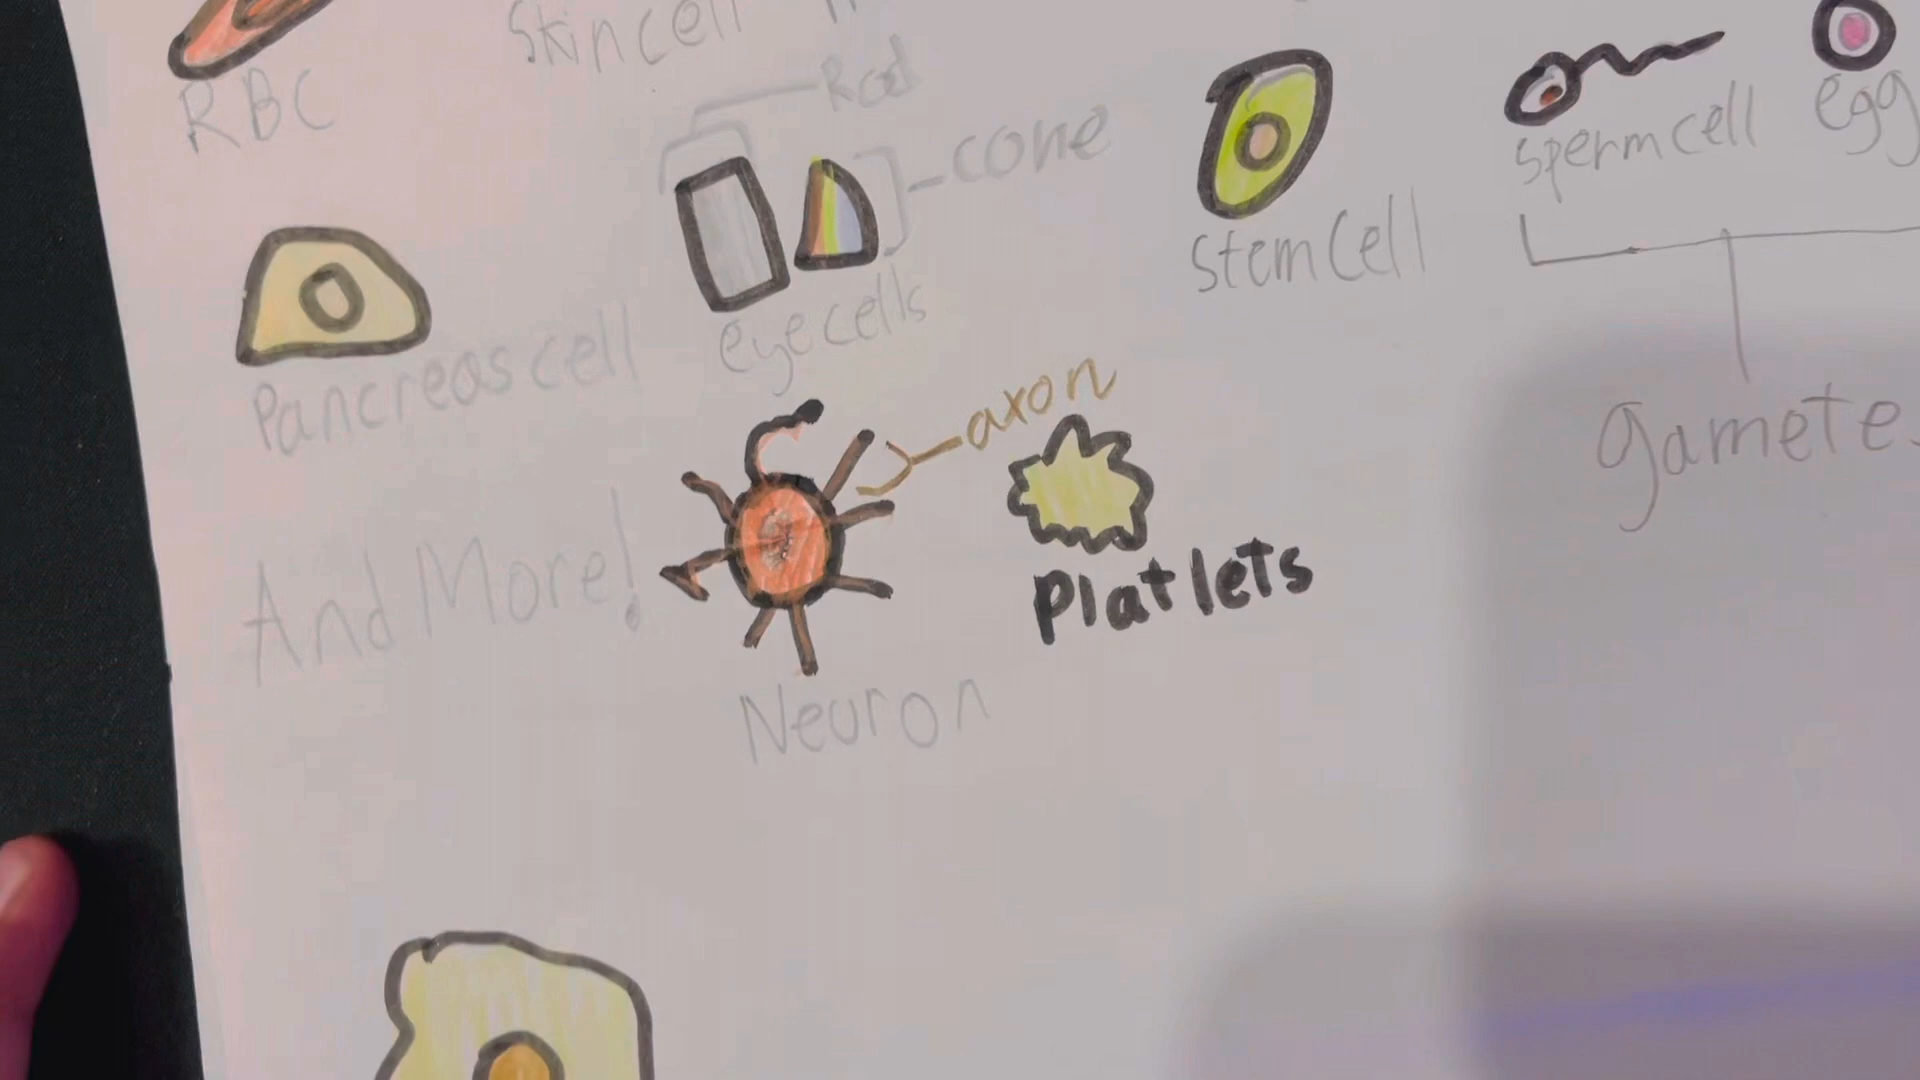 Skin cell
RBC
Rod
cone
Stem Cell
sperm cell
egg
Pancreas cell
eye cells
gamete
axon
And More!
Platlets
Neuron